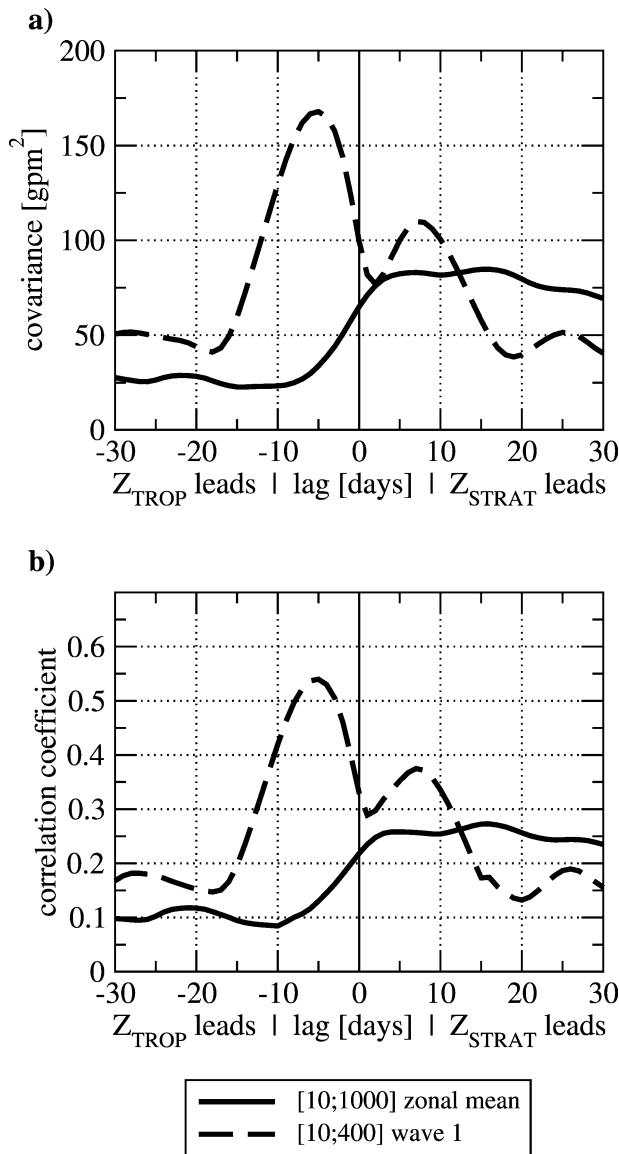 a)
200
150
100
50
0
covariance [gpm²]
-30 -20 -10 0 10 20 30
Z_TROP leads | lag [days] | Z_STRAT leads
b)
0.6
0.5
0.4
0.3
0.2
0.1
0
correlation coefficient
-30 -20 -10 0 10 20 30
Z_TROP leads | lag [days] | Z_STRAT leads
[10;1000] zonal mean
[10;400] wave 1